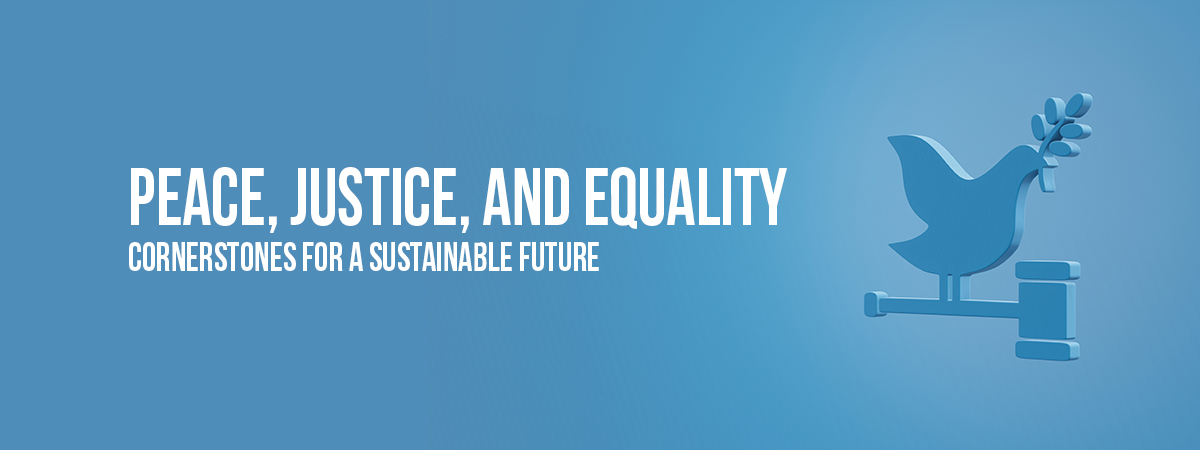 PEACE, JUSTICE, AND EQUALITY
CORNERSTONES FOR A SUSTAINABLE FUTURE